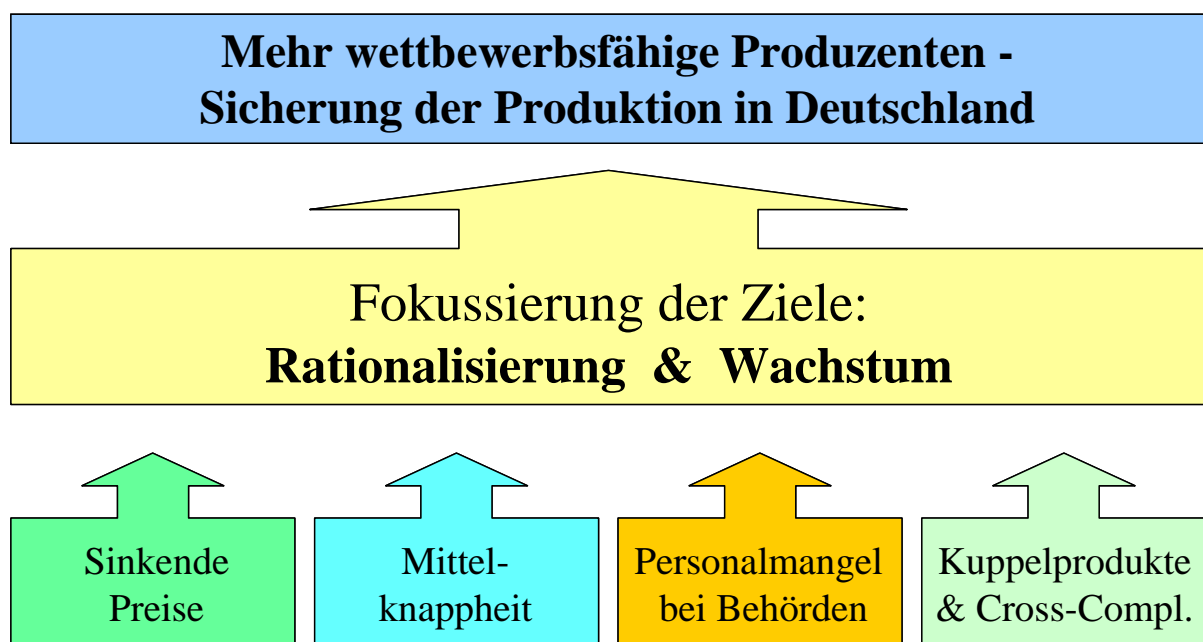 Mehr wettbewerbsfähige Produzenten -
Sicherung der Produktion in Deutschland
Fokussierung der Ziele:
Rationalisierung & Wachstum
Sinkende
Preise
Mittel-
knappheit
Personalmangel
bei Behörden
Kuppelprodukte
& Cross-Compl.